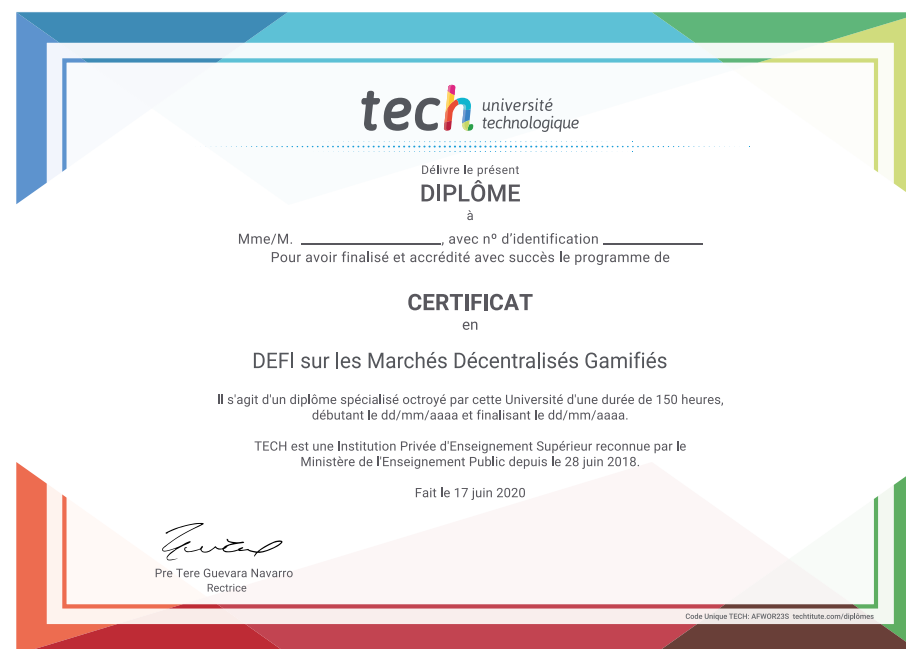 tech université
technologique
Délivre le présent
DIPLÔME
à
Mme/M. ____________________, avec nº d'identification ______________
Pour avoir finalisé et accrédité avec succès le programme de
CERTIFICAT
en
DEFI sur les Marchés Décentralisés Gamifiés
Il s'agit d'un diplôme spécialisé octroyé par cette Université d'une durée de 150 heures,
débutant le dd/mm/aaaa et finalisant le dd/mm/aaaa.
TECH est une Institution Privée d'Enseignement Supérieur reconnue par le
Ministère de l'Enseignement Public depuis le 28 juin 2018.
Fait le 17 juin 2020
Pre Tere Guevara Navarro
Rectrice
Code Unique TECH: AFWOR23S techtitute.com/diplômes